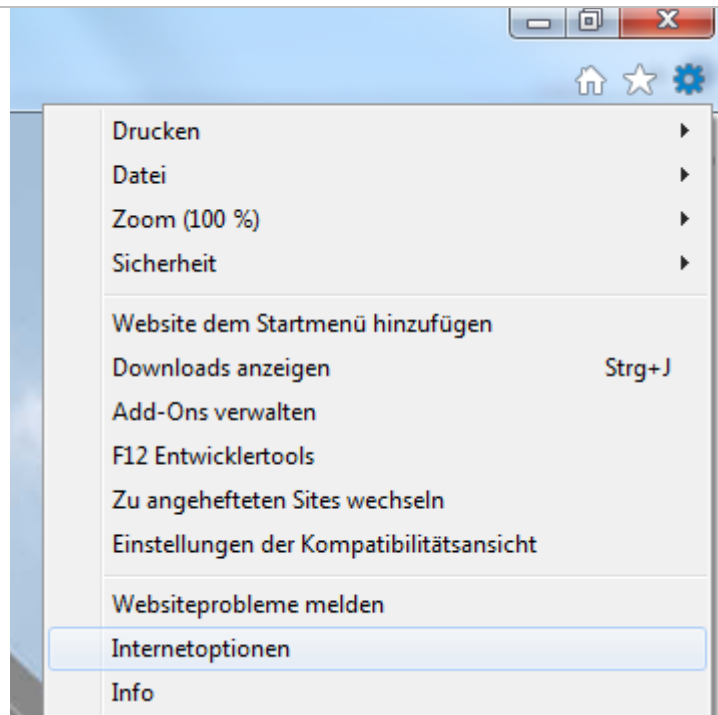 Drucken
Datei
Zoom (100 %)
Sicherheit
Website dem Startmenü hinzufügen
Downloads anzeigen Strg+J
Add-Ons verwalten
F12 Entwicklertools
Zu angehefteten Sites wechseln
Einstellungen der Kompatibilitätsansicht
Websiteprobleme melden
Internetoptionen
Info